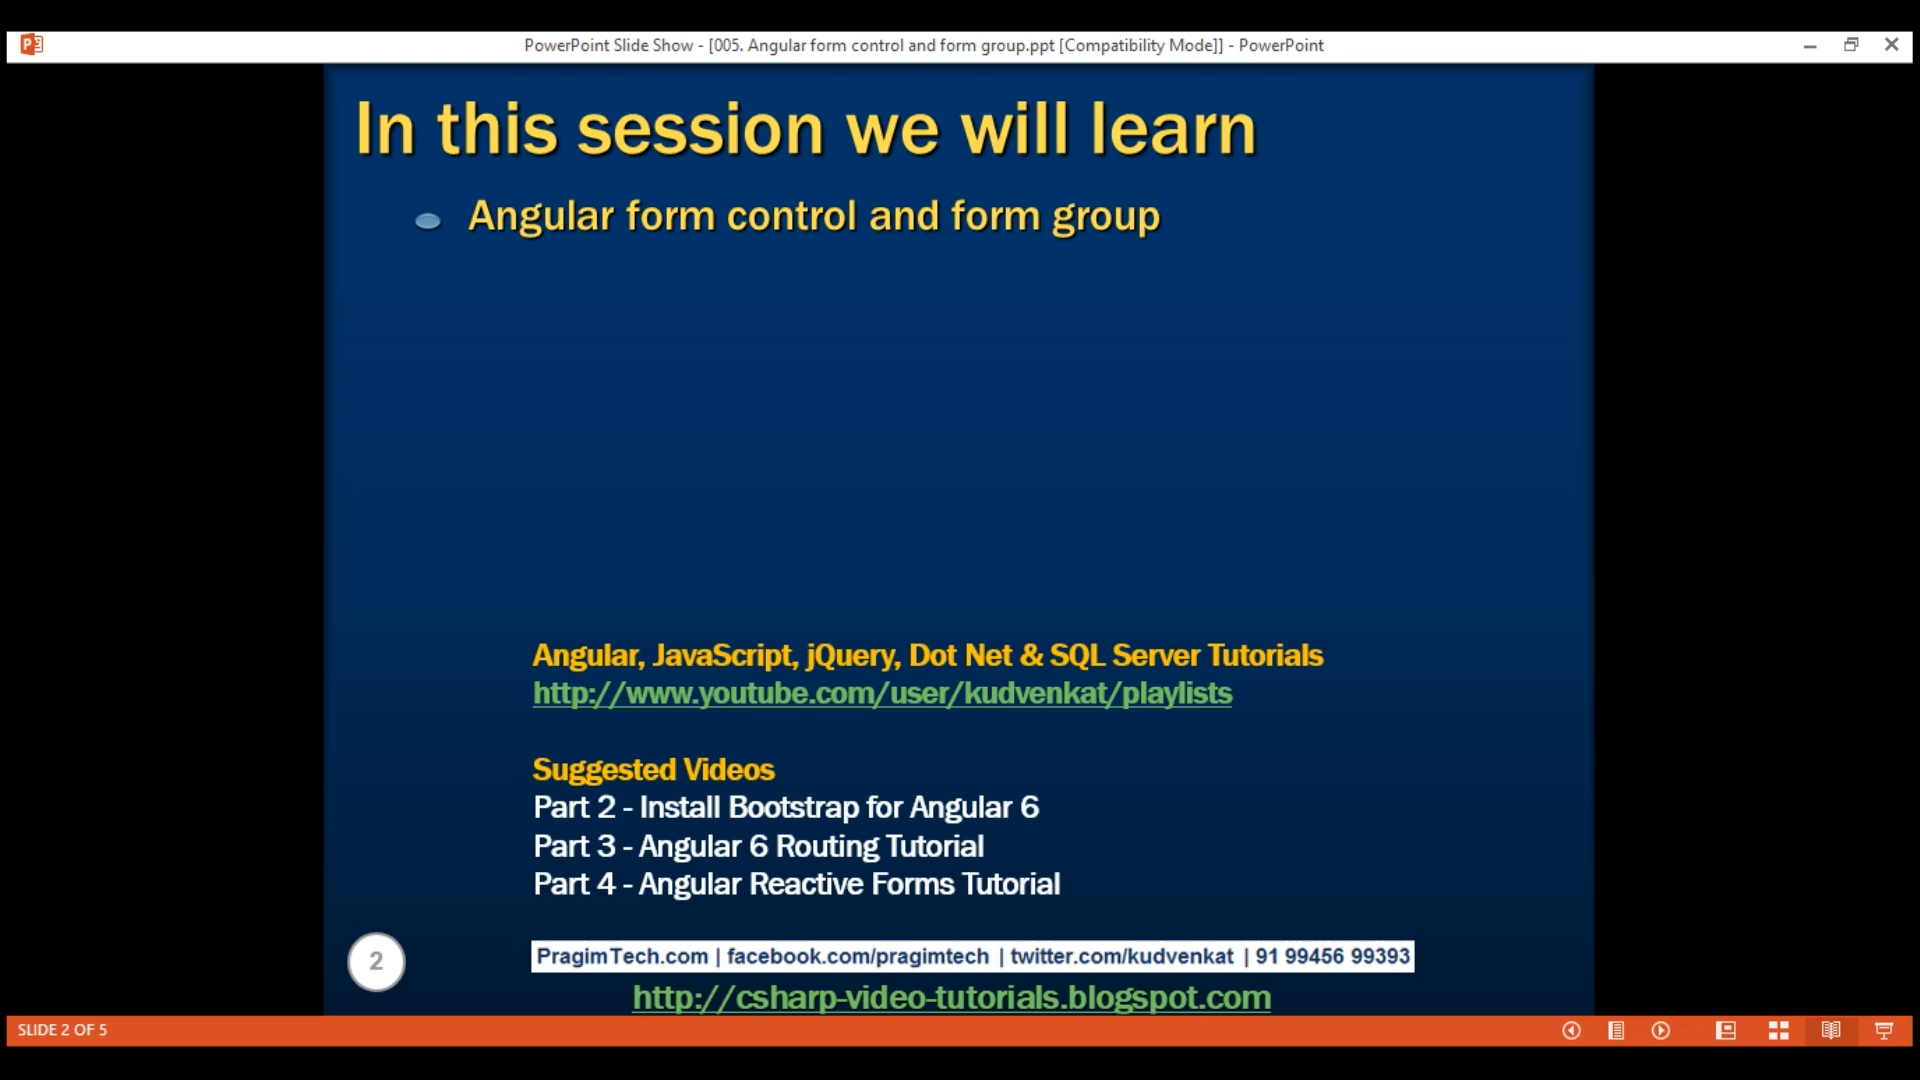 PowerPoint Slide Show - [005. Angular form control and form group.ppt [Compatibility Mode]] - PowerPoint
In this session we will learn
Angular form control and form group
Angular, JavaScript, jQuery, Dot Net & SQL Server Tutorials
http://www.youtube.com/user/kudvenkat/playlists
Suggested Videos
Part 2 - Install Bootstrap for Angular 6
Part 3 - Angular 6 Routing Tutorial
Part 4 - Angular Reactive Forms Tutorial
2
PragimTech.com | facebook.com/pragimtech | twitter.com/kudvenkat | 91 99456 99393
http://csharp-video-tutorials.blogspot.com
SLIDE 2 OF 5